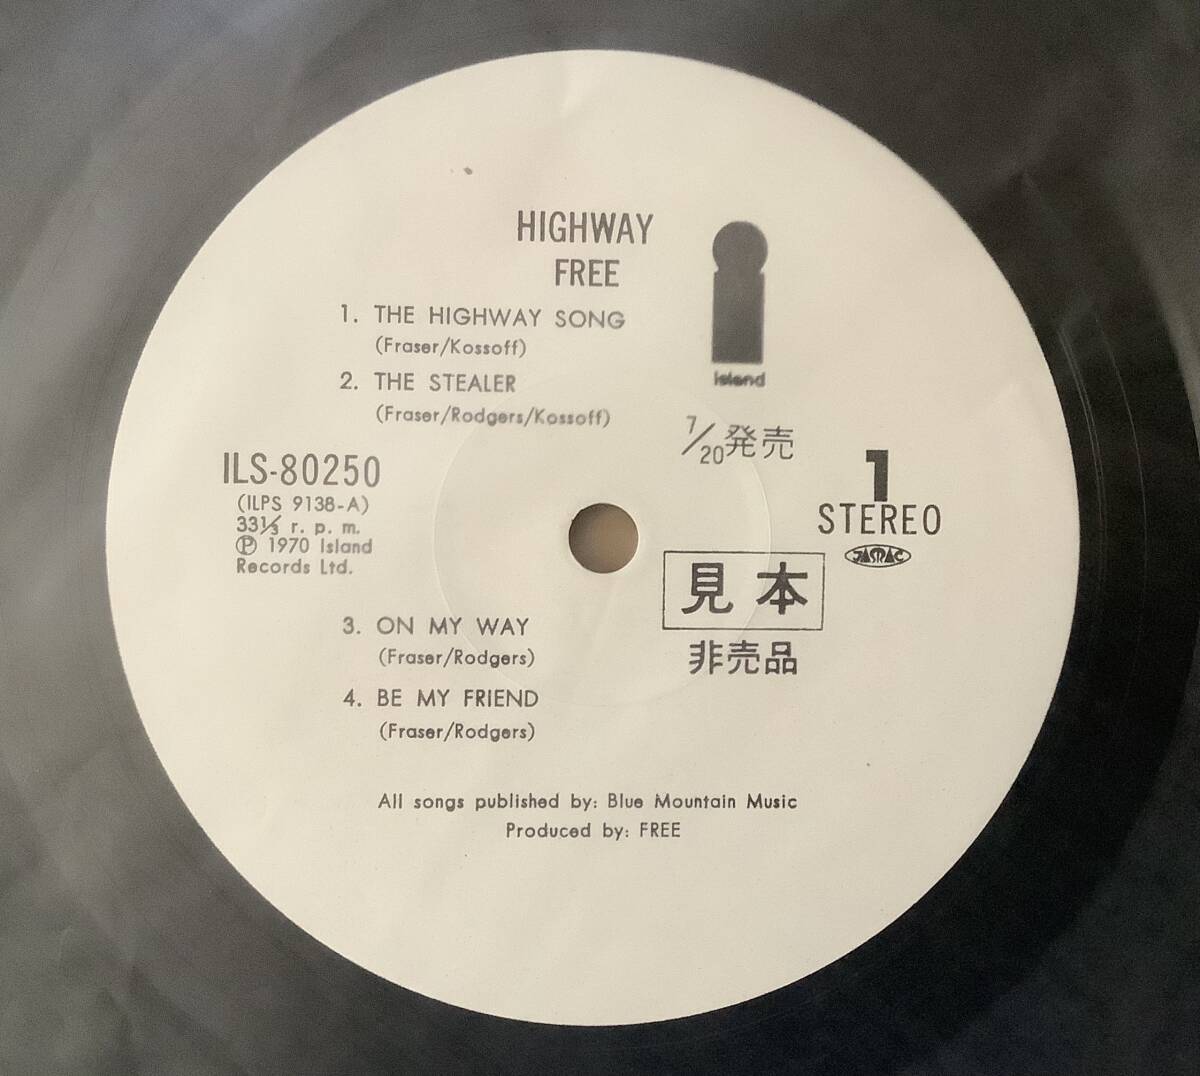 HIGHWAY
FREE
1. THE HIGHWAY SONG
(Fraser/Kossoff)
2. THE STEALER
(Fraser/Rodgers/Kossoff)
island
7/20発売
ILS-80250
(ILPS 9138-A)
33⅓ r. p. m.
Ⓟ 1970 Island
Records Ltd.
1
STEREO
JASRAC
見本
非売品
3. ON MY WAY
(Fraser/Rodgers)
4. BE MY FRIEND
(Fraser/Rodgers)
All songs published by: Blue Mountain Music
Produced by: FREE